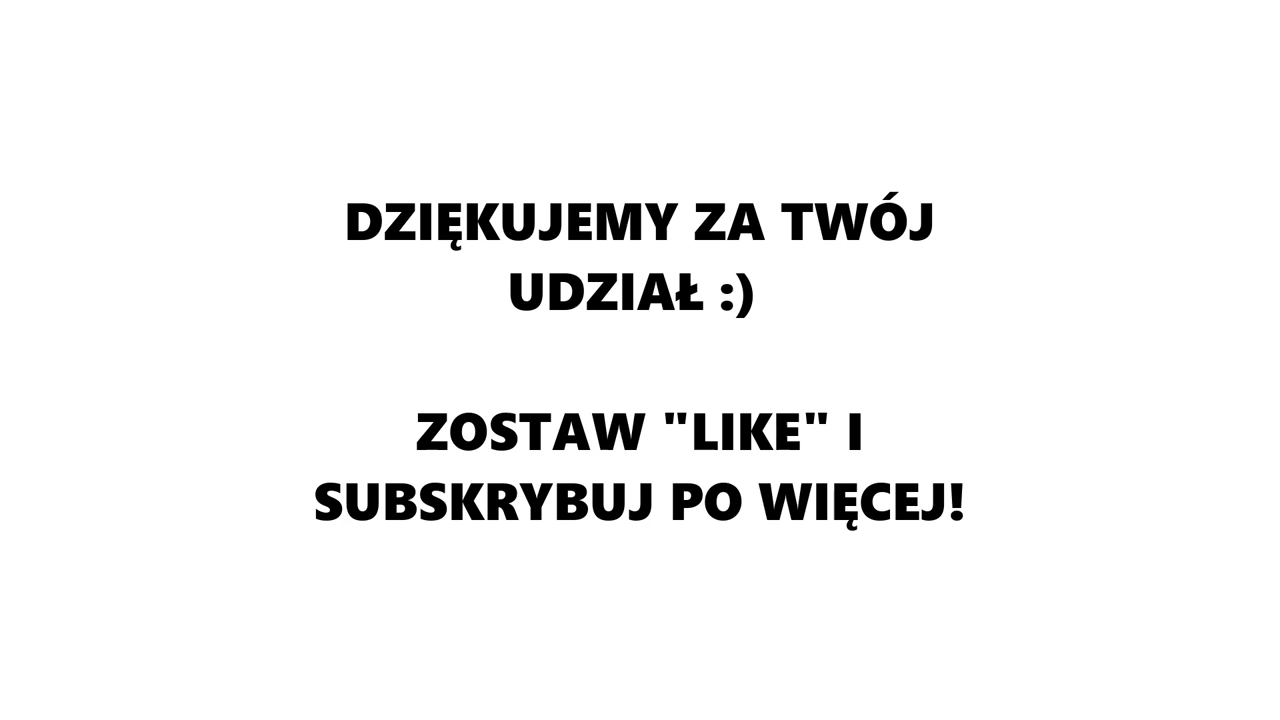 DZIĘKUJEMY ZA TWÓJ
UDZIAŁ :)
ZOSTAW "LIKE" I
SUBSKRYBUJ PO WIĘCEJ!